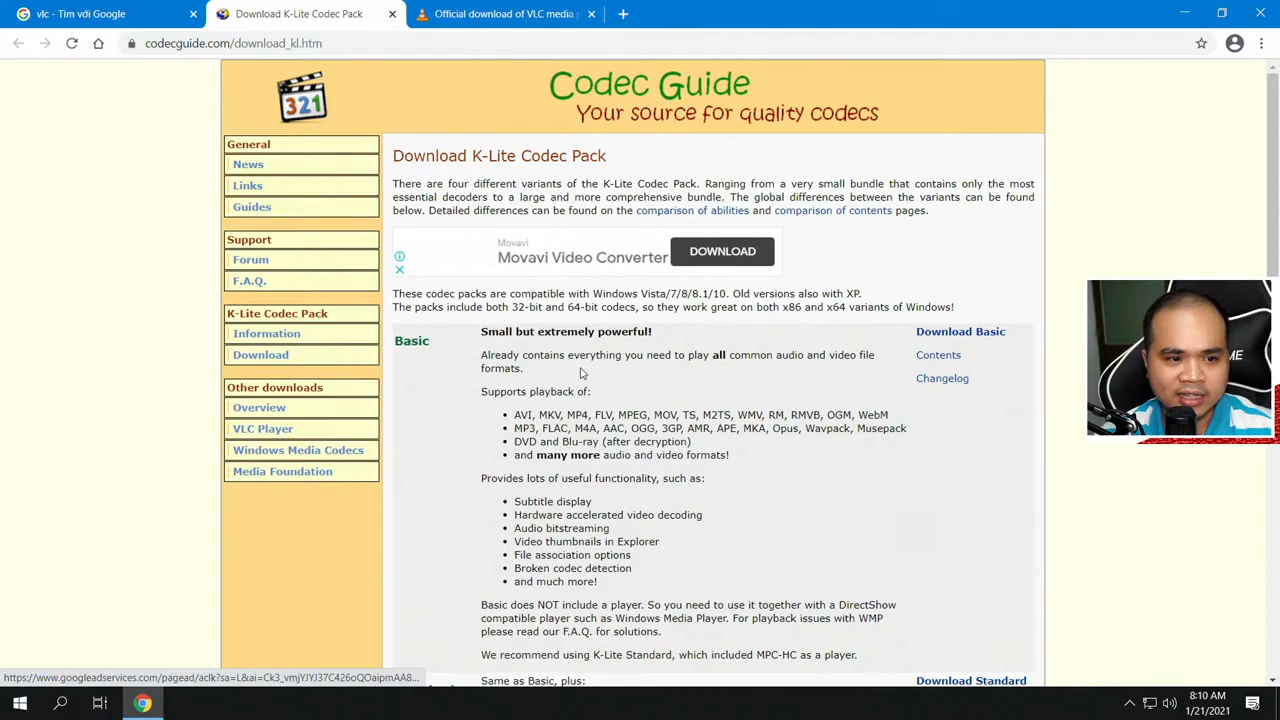 vlc - Tìm với Google
Download K-Lite Codec Pack
Official download of VLC media p
codecguide.com/download_kl.htm
321
Codec Guide
Your source for quality codecs
General
News
Links
Guides
Support
Forum
F.A.Q.
K-Lite Codec Pack
Information
Download
Other downloads
Overview
VLC Player
Windows Media Codecs
Media Foundation
Download K-Lite Codec Pack
There are four different variants of the K-Lite Codec Pack. Ranging from a very small bundle that contains only the most
essential decoders to a large and more comprehensive bundle. The global differences between the variants can be found
below. Detailed differences can be found on the comparison of abilities and comparison of contents pages.
Movavi
Movavi Video Converter
DOWNLOAD
These codec packs are compatible with Windows Vista/7/8/8.1/10. Old versions also with XP.
The packs include both 32-bit and 64-bit codecs, so they work great on both x86 and x64 variants of Windows!
Basic
Small but extremely powerful!
Already contains everything you need to play all common audio and video file
formats.
Supports playback of:
• AVI, MKV, MP4, FLV, MPEG, MOV, TS, M2TS, WMV, RM, RMVB, OGM, WebM
• MP3, FLAC, M4A, AAC, OGG, 3GP, AMR, APE, MKA, Opus, Wavpack, Musepack
• DVD and Blu-ray (after decryption)
• and many more audio and video formats!
Provides lots of useful functionality, such as:
• Subtitle display
• Hardware accelerated video decoding
• Audio bitstreaming
• Video thumbnails in Explorer
• File association options
• Broken codec detection
• and much more!
Basic does NOT include a player. So you need to use it together with a DirectShow
compatible player such as Windows Media Player. For playback issues with WMP
please read our F.A.Q. for solutions.
We recommend using K-Lite Standard, which included MPC-HC as a player.
Download Basic
Contents
Changelog
Same as Basic, plus:
Download Standard
https://www.googleadservices.com/pagead/aclk?sa=L&ai=Ck3_vmjYJYJ37C426oQOaipmAA8...
8:10 AM
1/21/2021